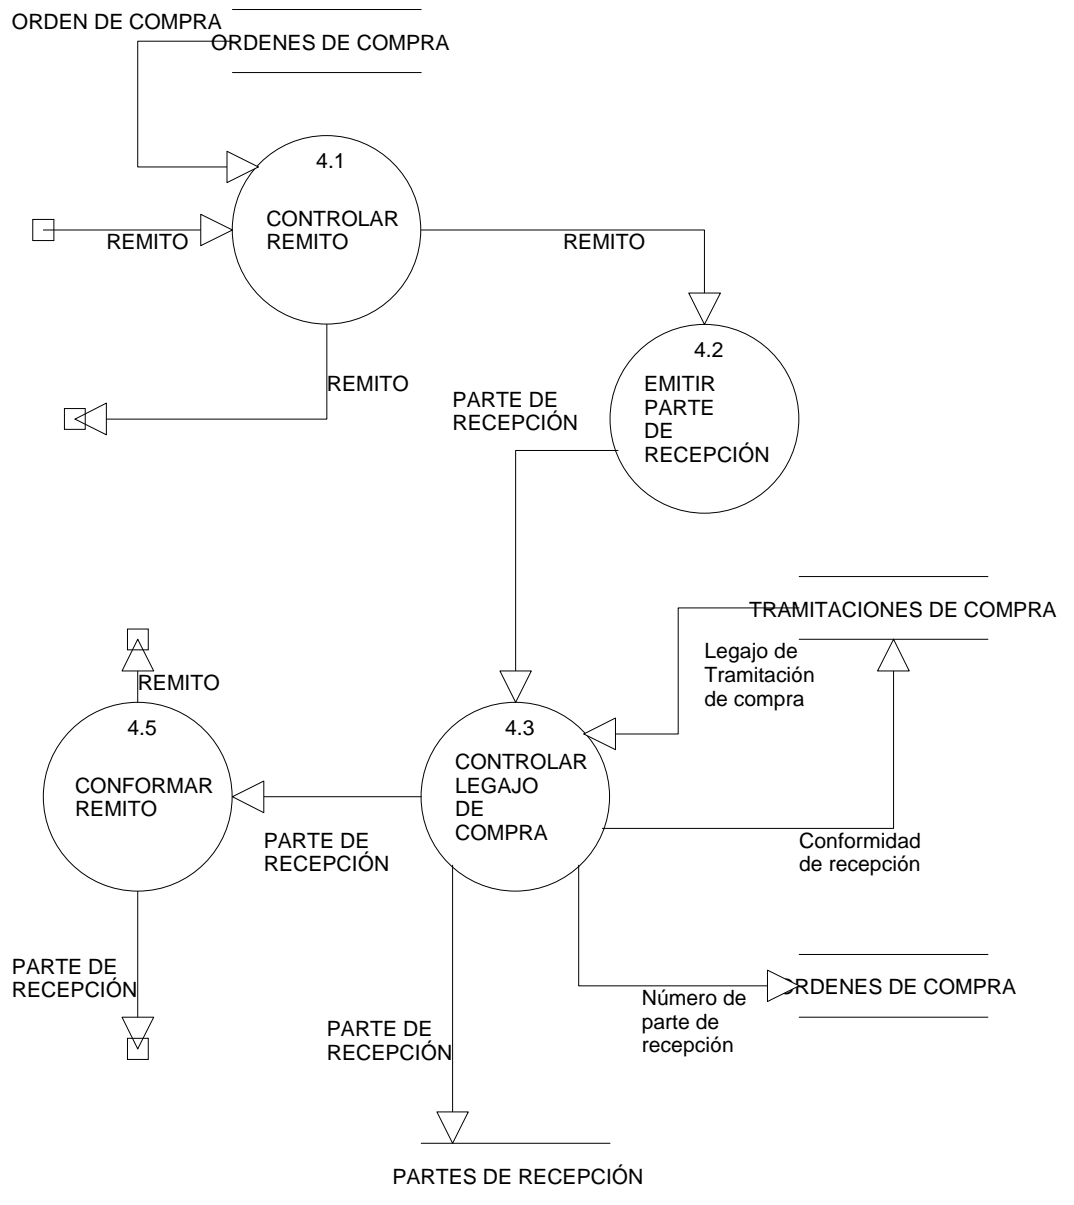 ORDEN DE COMPRA
ORDENES DE COMPRA
4.1
CONTROLAR
REMITO
REMITO
REMITO
REMITO
4.2
EMITIR
PARTE
DE
RECEPCIÓN
PARTE DE
RECEPCIÓN
TRAMITACIONES DE COMPRA
Legajo de
Tramitación
de compra
REMITO
4.5
CONFORMAR
REMITO
4.3
CONTROLAR
LEGAJO
DE
COMPRA
PARTE DE
RECEPCIÓN
Conformidad
de recepción
PARTE DE
RECEPCIÓN
ORDENES DE COMPRA
Número de
parte de
recepción
PARTE DE
RECEPCIÓN
PARTES DE RECEPCIÓN